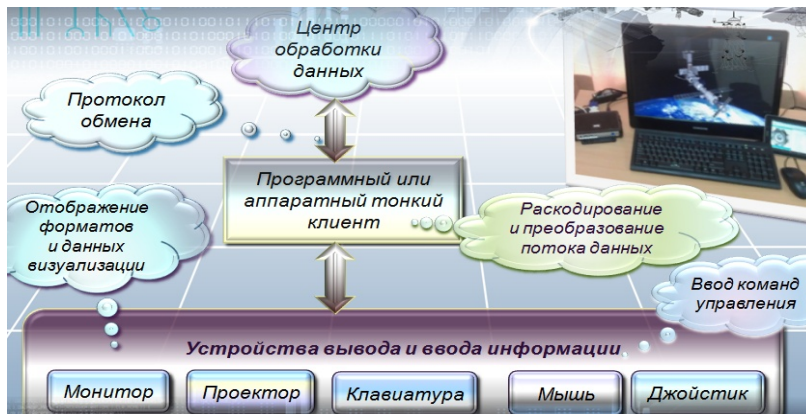 Центр
обработки
данных
Протокол
обмена
Программный или
аппаратный тонкий
клиент
Отображение
форматов
и данных
визуализации
Раскодирование
и преобразование
потока данных
Ввод команд
управления
Устройства вывода и ввода информации
Монитор
Проектор
Клавиатура
Мышь
Джойстик